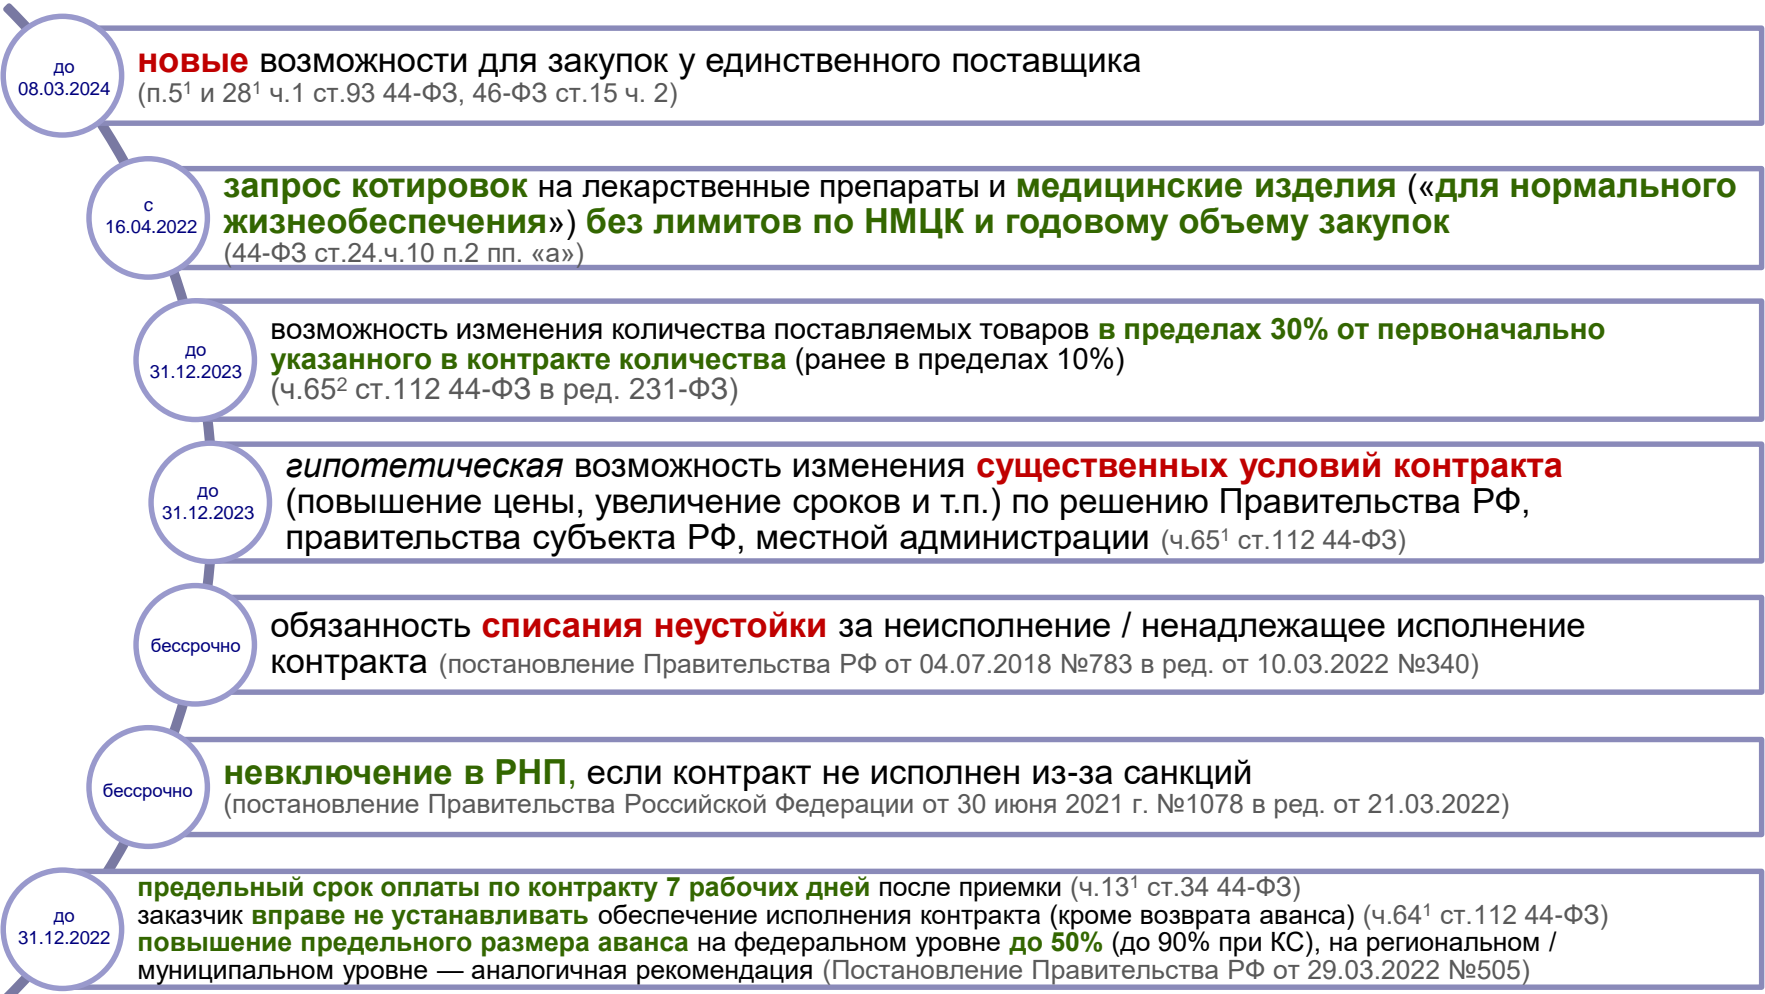 до
08.03.2024
новые возможности для закупок у единственного поставщика
(п.5¹ и 28¹ ч.1 ст.93 44-ФЗ, 46-ФЗ ст.15 ч. 2)
с
16.04.2022
запрос котировок на лекарственные препараты и медицинские изделия («для нормального
жизнеобеспечения») без лимитов по НМЦК и годовому объему закупок
(44-ФЗ ст.24.ч.10 п.2 пп. «а»)
до
31.12.2023
возможность изменения количества поставляемых товаров в пределах 30% от первоначально
указанного в контракте количества (ранее в пределах 10%)
(ч.65² ст.112 44-ФЗ в ред. 231-ФЗ)
до
31.12.2023
гипотетическая возможность изменения существенных условий контракта
(повышение цены, увеличение сроков и т.п.) по решению Правительства РФ,
правительства субъекта РФ, местной администрации (ч.65¹ ст.112 44-ФЗ)
бессрочно
обязанность списания неустойки за неисполнение / ненадлежащее исполнение
контракта (постановление Правительства РФ от 04.07.2018 №783 в ред. от 10.03.2022 №340)
бессрочно
невключение в РНП, если контракт не исполнен из-за санкций
(постановление Правительства Российской Федерации от 30 июня 2021 г. №1078 в ред. от 21.03.2022)
до
31.12.2022
предельный срок оплаты по контракту 7 рабочих дней после приемки (ч.13¹ ст.34 44-ФЗ)
заказчик вправе не устанавливать обеспечение исполнения контракта (кроме возврата аванса) (ч.64¹ ст.112 44-ФЗ)
повышение предельного размера аванса на федеральном уровне до 50% (до 90% при КС), на региональном /
муниципальном уровне — аналогичная рекомендация (Постановление Правительства РФ от 29.03.2022 №505)